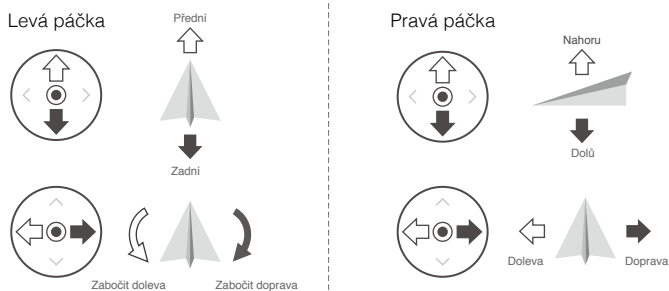 Levá páčka
Přední
Zadní
Zabočit doleva
Zabočit doprava
Pravá páčka
Nahoru
Dolů
Doleva
Doprava